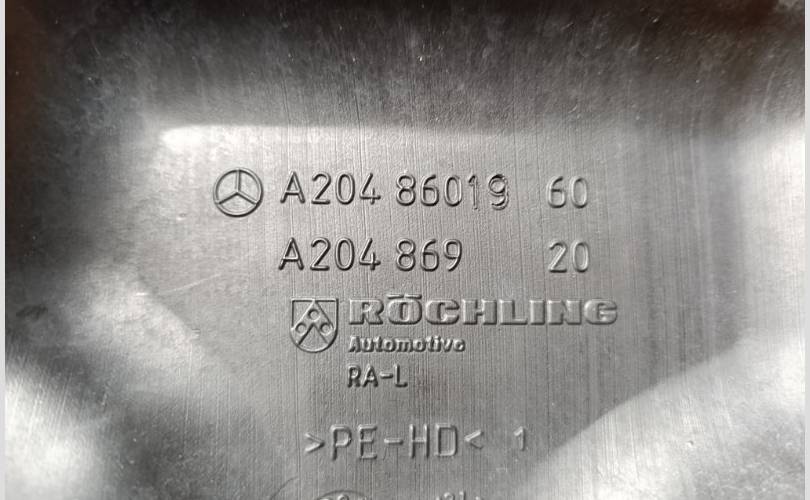 A204 86019 60
A204 869 20
RÖCHLING
Automotive
RA-L
>PE-HD< 1